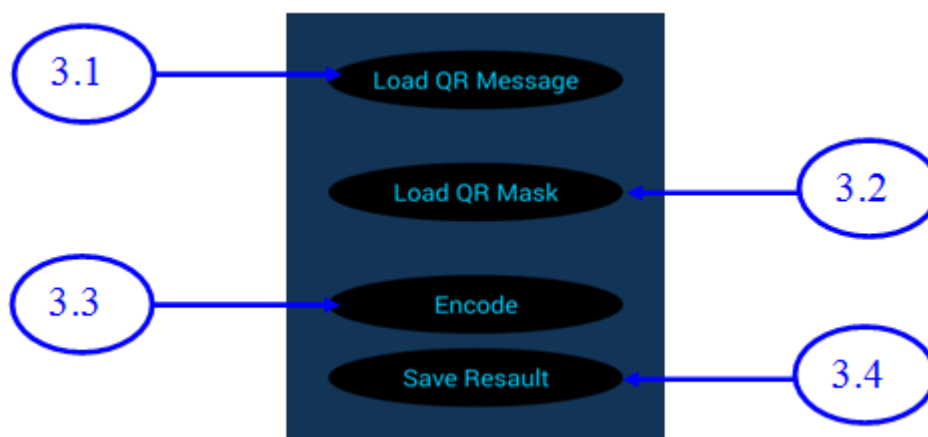 3.1
Load QR Message
Load QR Mask
3.2
3.3
Encode
Save Resault
3.4